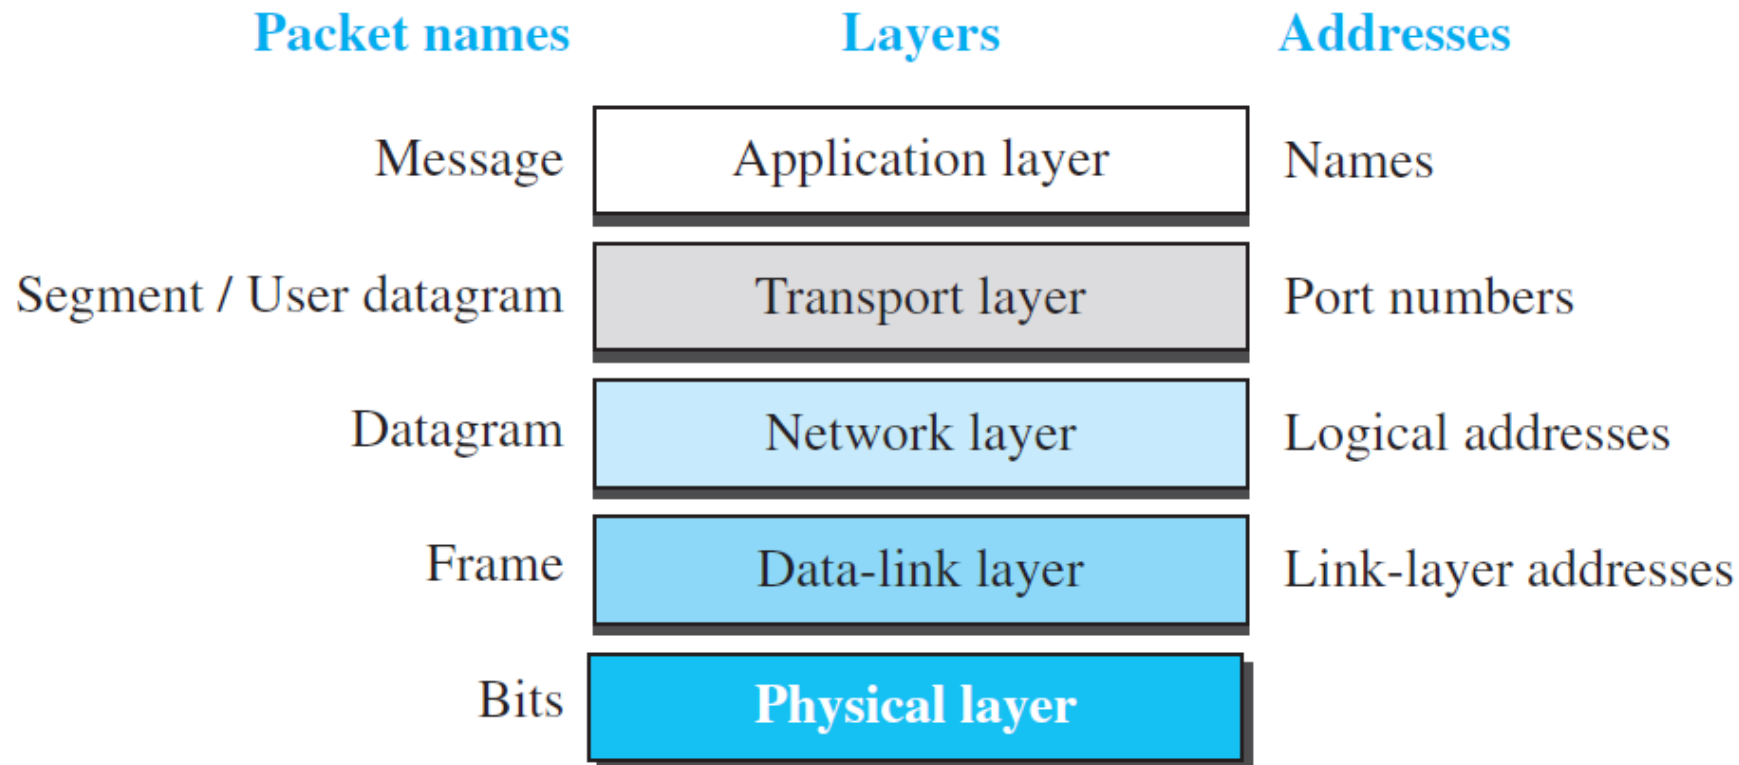 Packet names Layers Addresses
Message Application layer Names
Segment / User datagram Transport layer Port numbers
Datagram Network layer Logical addresses
Frame Data-link layer Link-layer addresses
Bits Physical layer